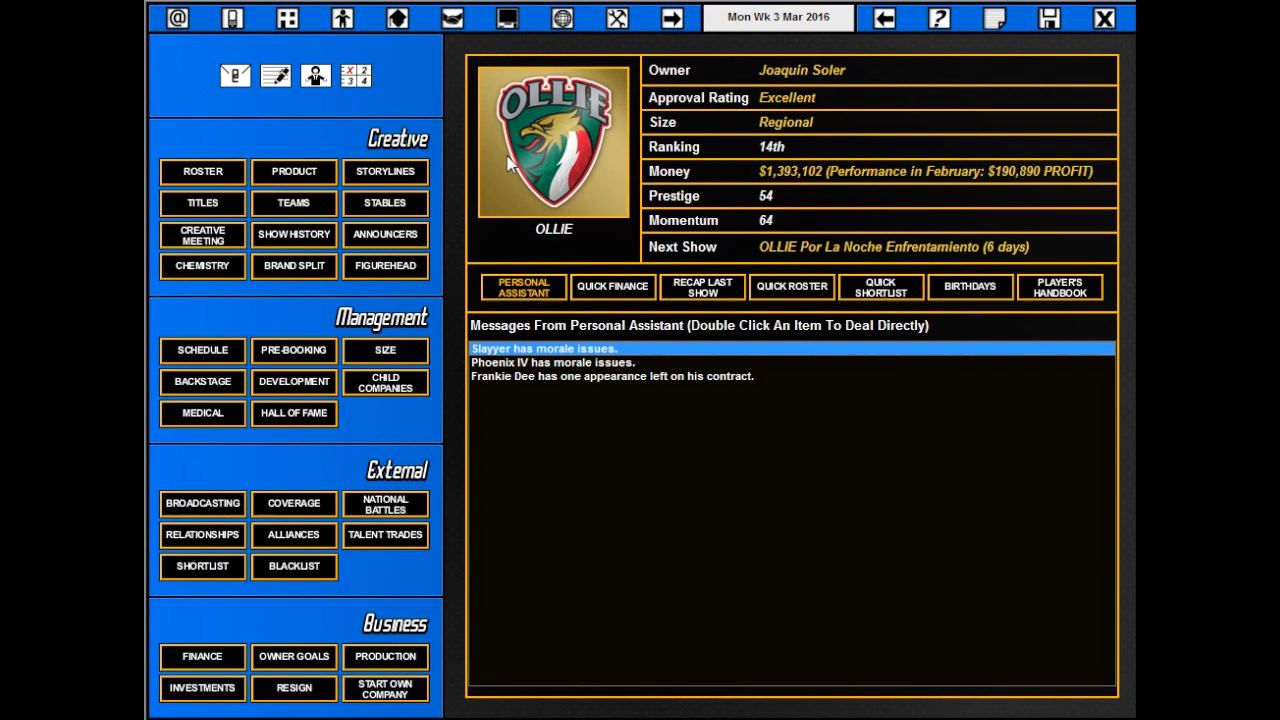 @
Mon Wk 3 Mar 2016
?
X
X 2
3 4
Creative
ROSTER
PRODUCT
STORYLINES
TITLES
TEAMS
STABLES
CREATIVE
MEETING
SHOW HISTORY
ANNOUNCERS
CHEMISTRY
BRAND SPLIT
FIGUREHEAD
Management
SCHEDULE
PRE-BOOKING
SIZE
BACKSTAGE
DEVELOPMENT
CHILD
COMPANIES
MEDICAL
HALL OF FAME
External
BROADCASTING
COVERAGE
NATIONAL
BATTLES
RELATIONSHIPS
ALLIANCES
TALENT TRADES
SHORTLIST
BLACKLIST
Business
FINANCE
OWNER GOALS
PRODUCTION
INVESTMENTS
RESIGN
START OWN
COMPANY
OLLIE
OLLIE
Owner Joaquin Soler
Approval Rating Excellent
Size Regional
Ranking 14th
Money $1,393,102 (Performance in February: $190,890 PROFIT)
Prestige 54
Momentum 64
Next Show OLLIE Por La Noche Enfrentamiento (6 days)
PERSONAL
ASSISTANT
QUICK FINANCE
RECAP LAST
SHOW
QUICK ROSTER
QUICK
SHORTLIST
BIRTHDAYS
PLAYER'S
HANDBOOK
Messages From Personal Assistant (Double Click An Item To Deal Directly)
Slayyer has morale issues.
Phoenix IV has morale issues.
Frankie Dee has one appearance left on his contract.